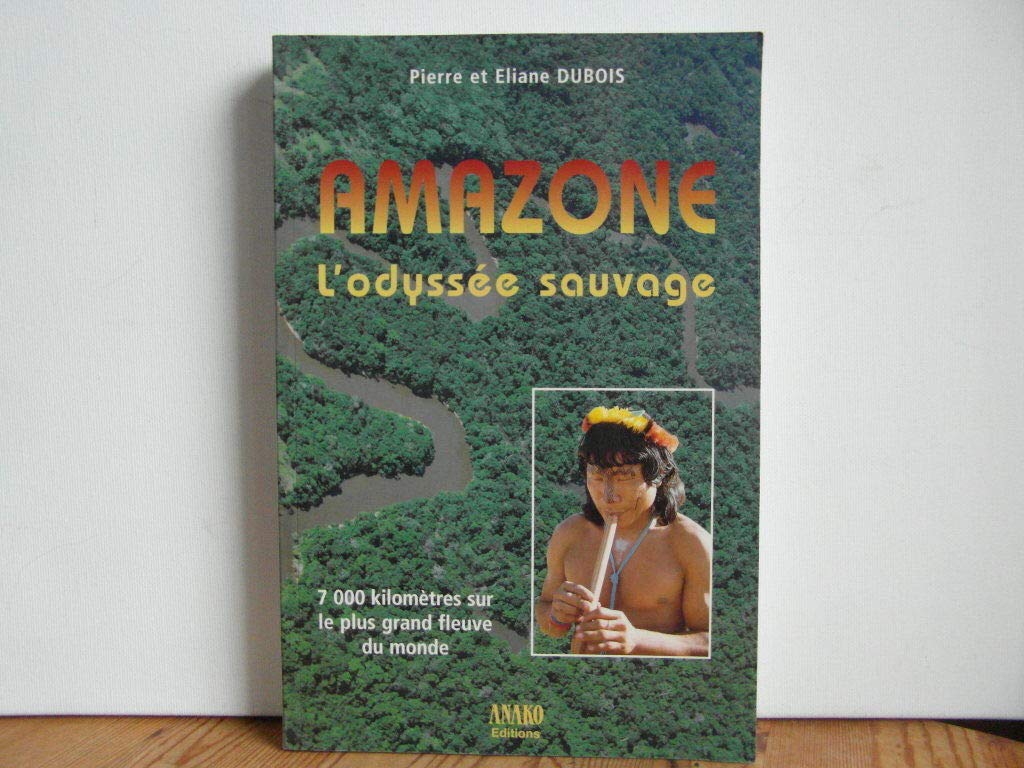 Pierre et Eliane DUBOIS
AMAZONE
L'odyssée sauvage
7 000 kilomètres sur
le plus grand fleuve
du monde
ANAKO
Editions